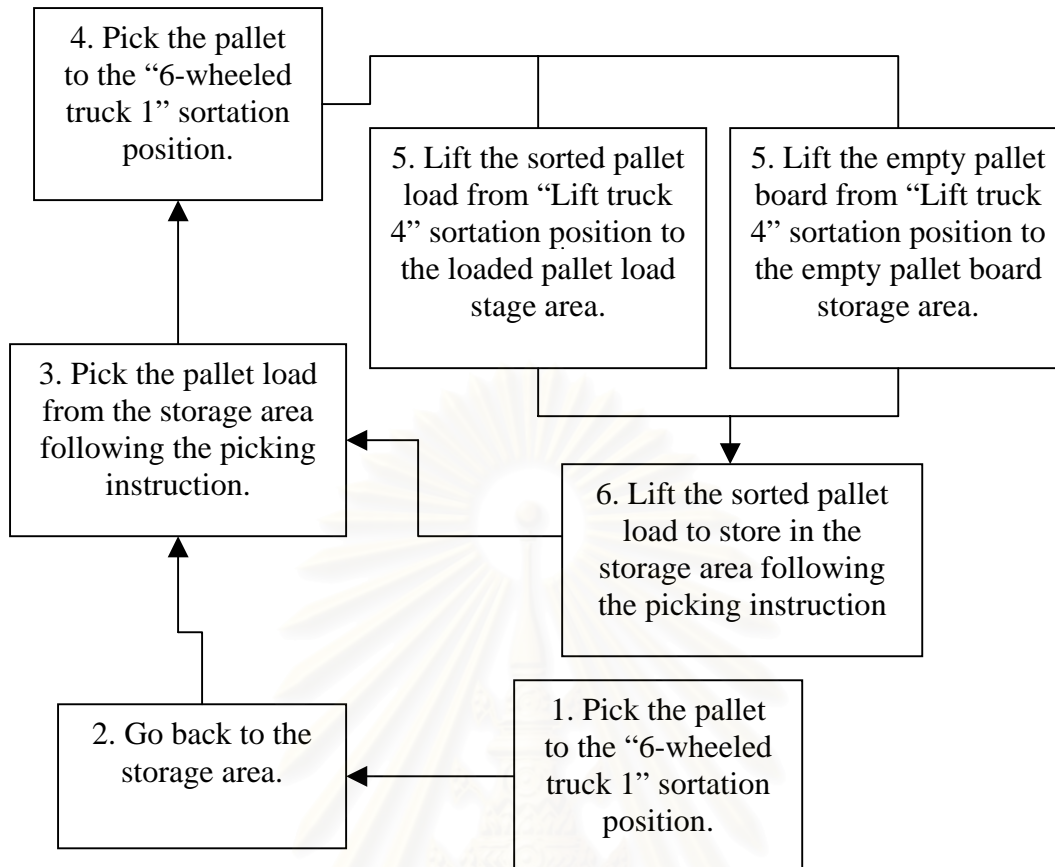 4. Pick the pallet
to the “6-wheeled
truck 1” sortation
position.
5. Lift the sorted pallet
load from “Lift truck
4” sortation position to
the loaded pallet load
stage area.
5. Lift the empty pallet
board from “Lift truck
4” sortation position to
the empty pallet board
storage area.
3. Pick the pallet load
from the storage area
following the picking
instruction.
6. Lift the sorted pallet
load to store in the
storage area following
the picking instruction
2. Go back to the
storage area.
1. Pick the pallet
to the “6-wheeled
truck 1” sortation
position.